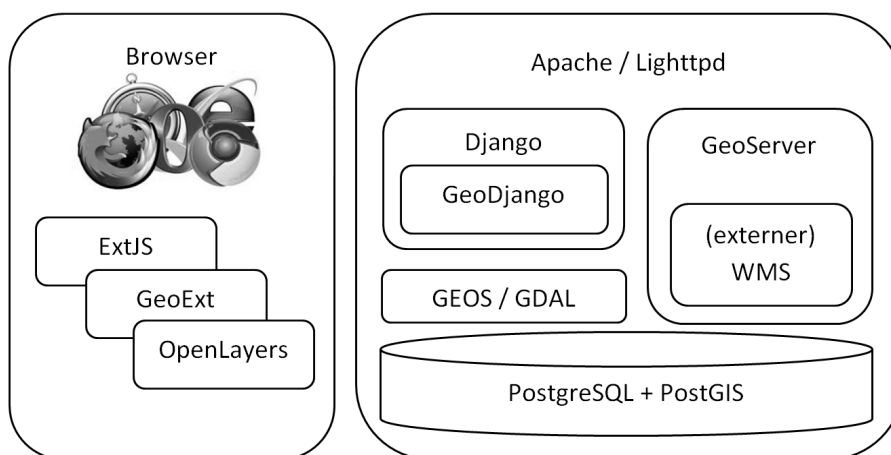 Browser
ExtJS
GeoExt
OpenLayers
Apache / Lighttpd
Django
GeoDjango
GEOS / GDAL
GeoServer
(externer)
WMS
PostgreSQL + PostGIS